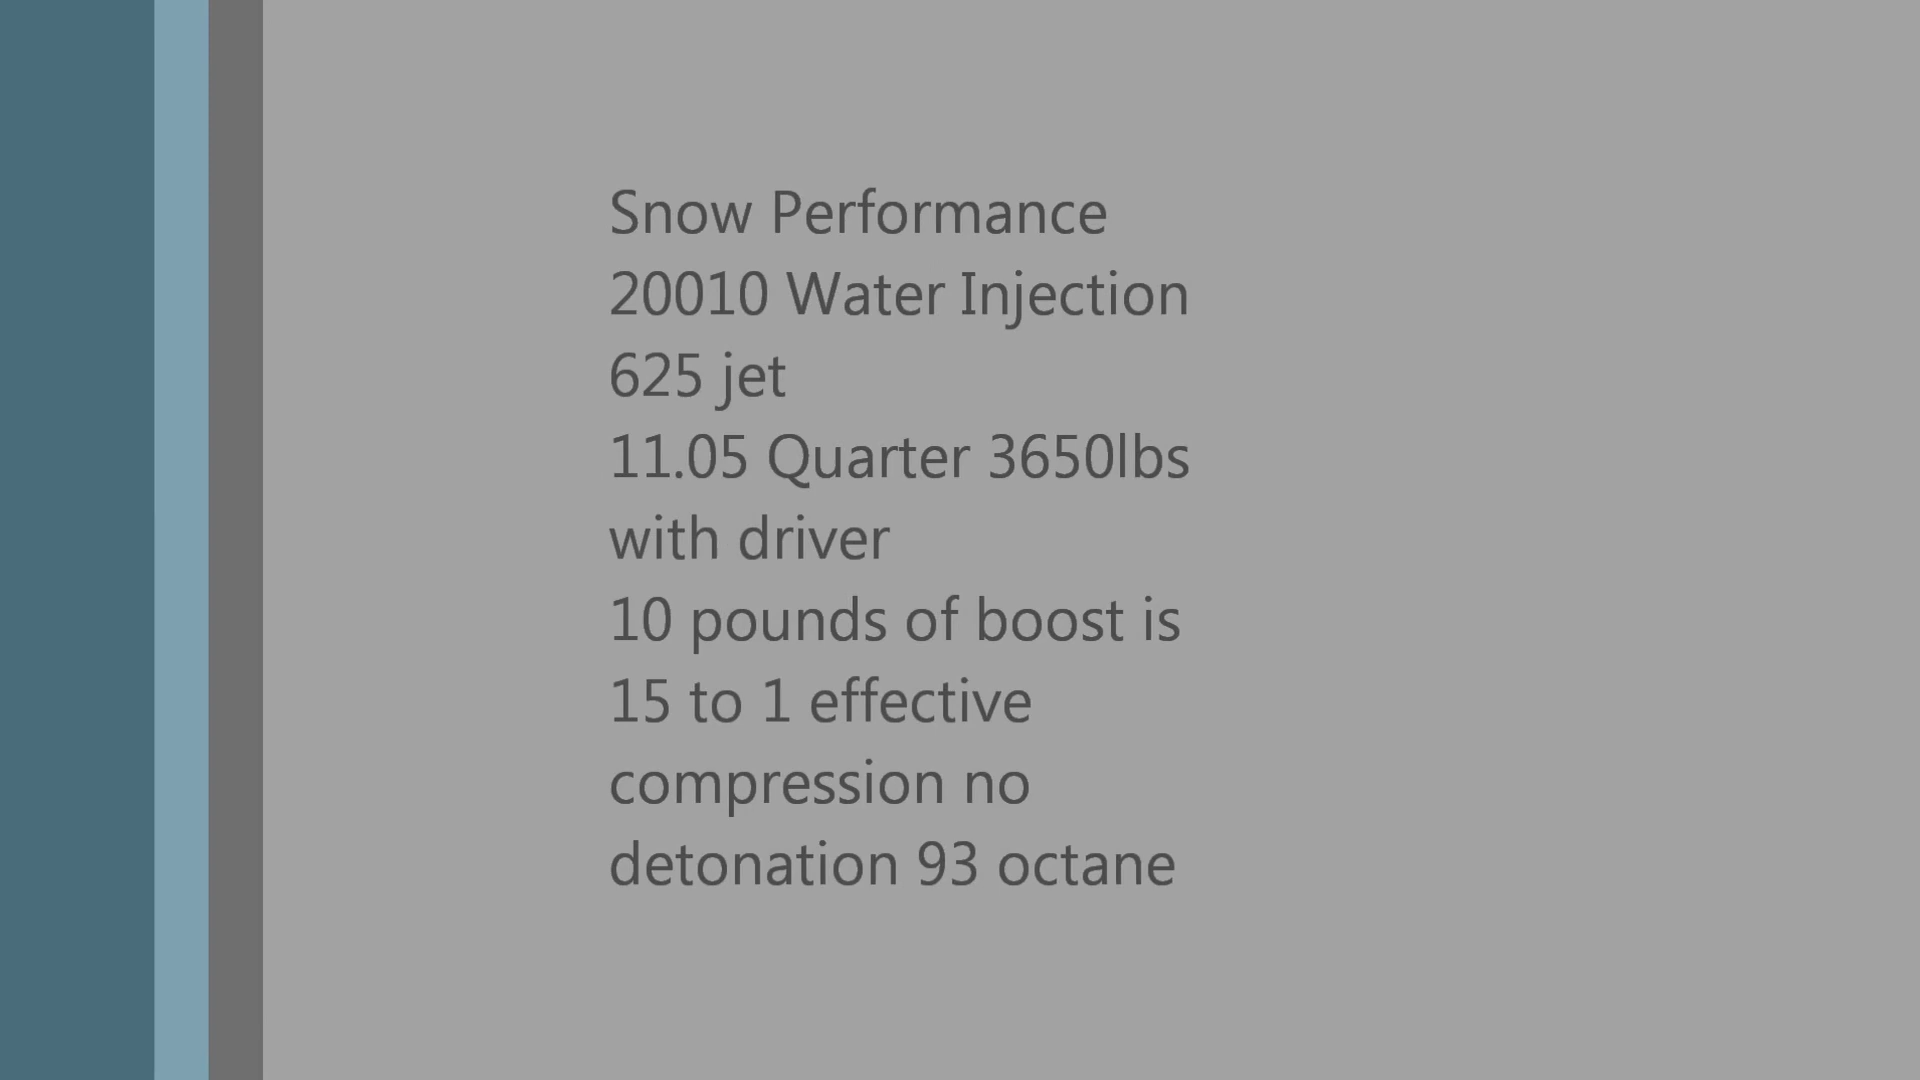 Snow Performance
20010 Water Injection
625 jet
11.05 Quarter 3650lbs
with driver
10 pounds of boost is
15 to 1 effective
compression no
detonation 93 octane